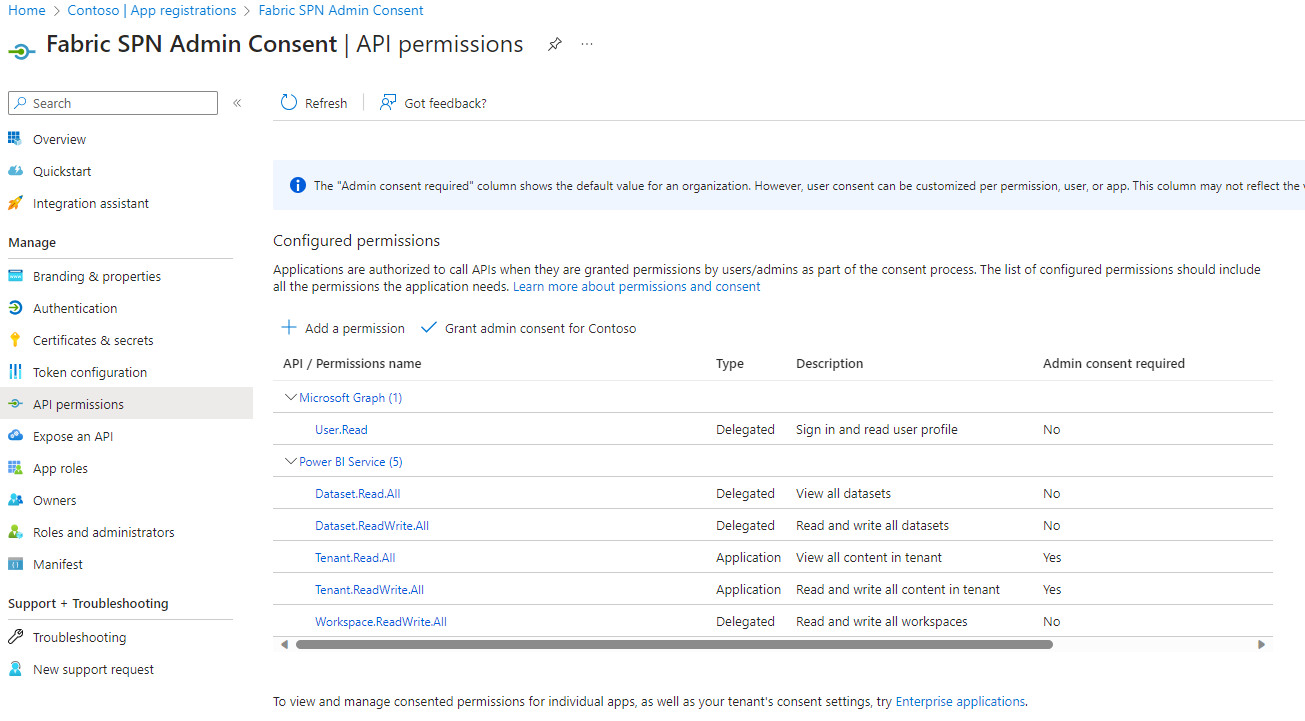 Home > Contoso | App registrations > Fabric SPN Admin Consent
Fabric SPN Admin Consent | API permissions
Search
Refresh
Got feedback?
Overview
Quickstart
Integration assistant
Manage
Branding & properties
Authentication
Certificates & secrets
Token configuration
API permissions
Expose an API
App roles
Owners
Roles and administrators
Manifest
Support + Troubleshooting
Troubleshooting
New support request
The "Admin consent required" column shows the default value for an organization. However, user consent can be customized per permission, user, or app. This column may not reflect the
Configured permissions
Applications are authorized to call APIs when they are granted permissions by users/admins as part of the consent process. The list of configured permissions should include
all the permissions the application needs. Learn more about permissions and consent
Add a permission Grant admin consent for Contoso
API / Permissions name Type Description Admin consent required
Microsoft Graph (1)
User.Read Delegated Sign in and read user profile No
Power BI Service (5)
Dataset.Read.All Delegated View all datasets No
Dataset.ReadWrite.All Delegated Read and write all datasets No
Tenant.Read.All Application View all content in tenant Yes
Tenant.ReadWrite.All Application Read and write all content in tenant Yes
Workspace.ReadWrite.All Delegated Read and write all workspaces No
To view and manage consented permissions for individual apps, as well as your tenant's consent settings, try Enterprise applications.